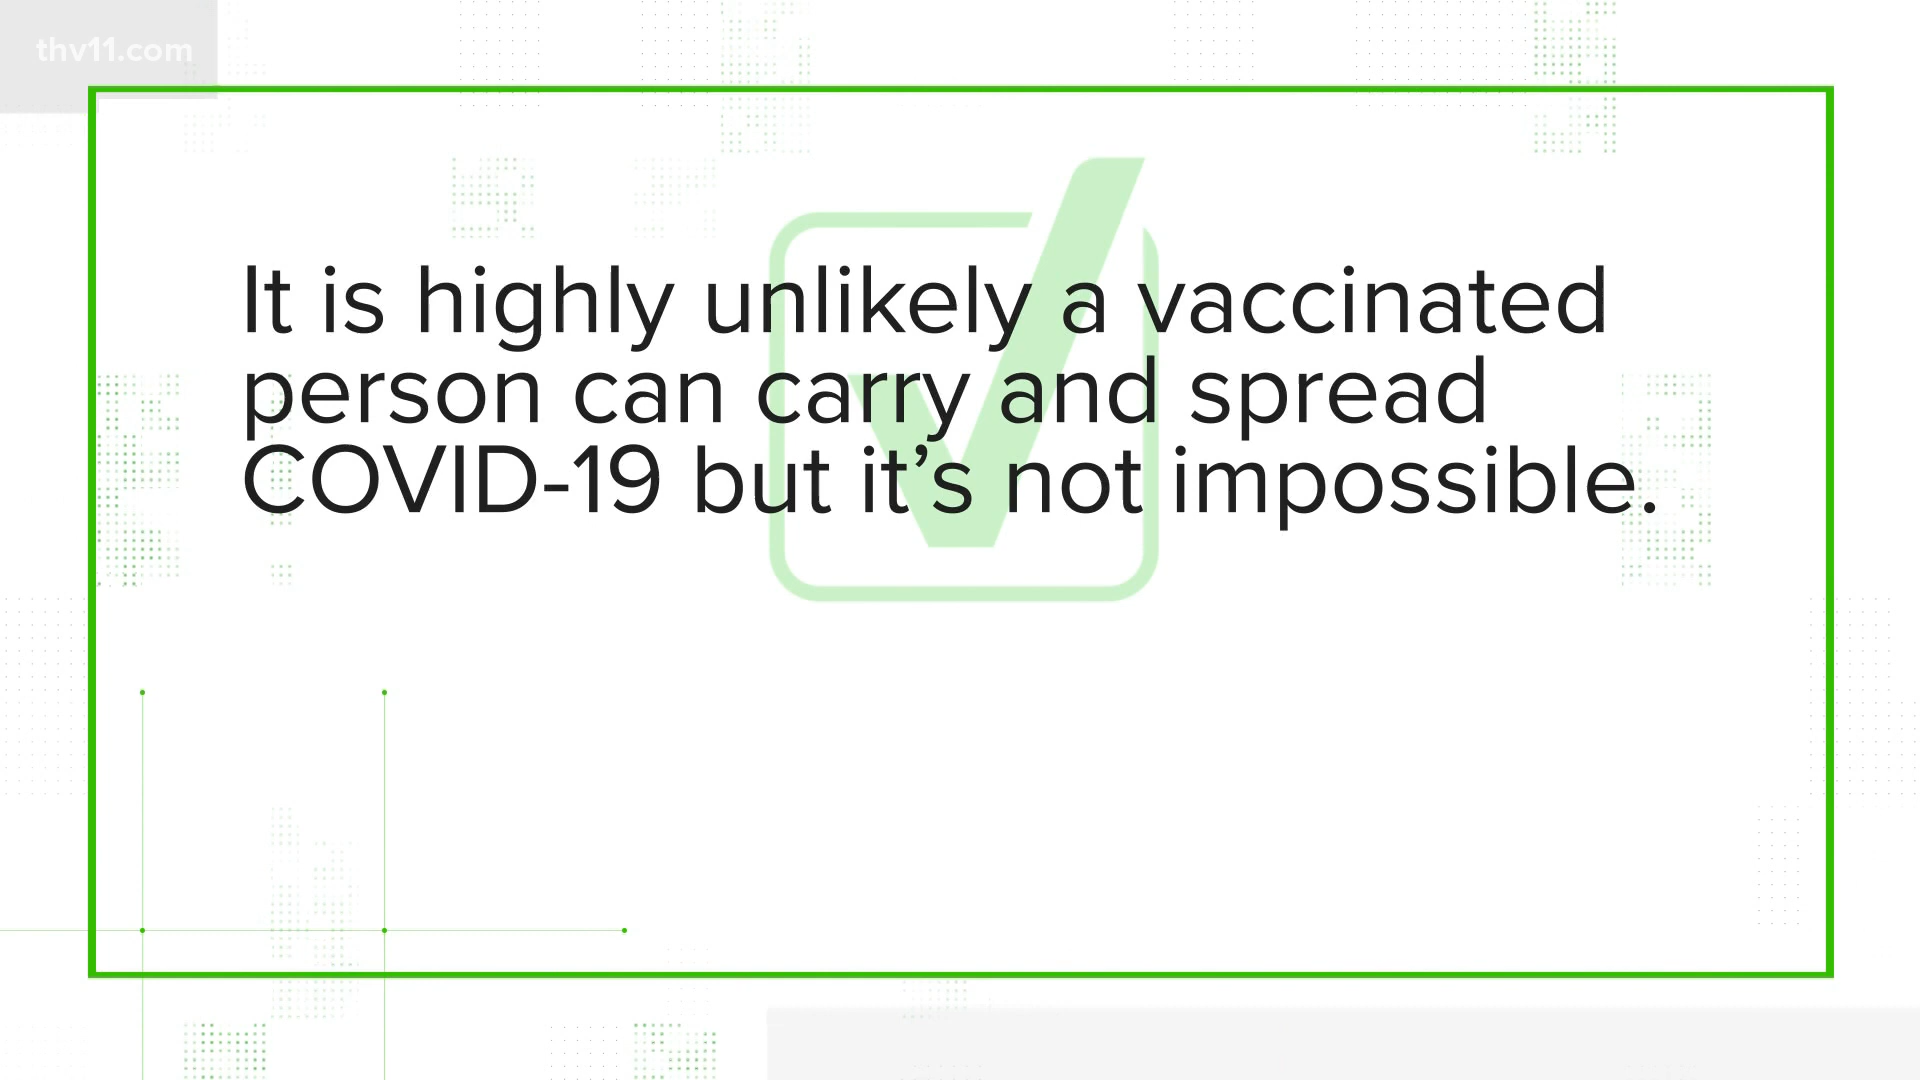 thv11.com
It is highly unlikely a vaccinated
person can carry and spread
COVID-19 but it’s not impossible.